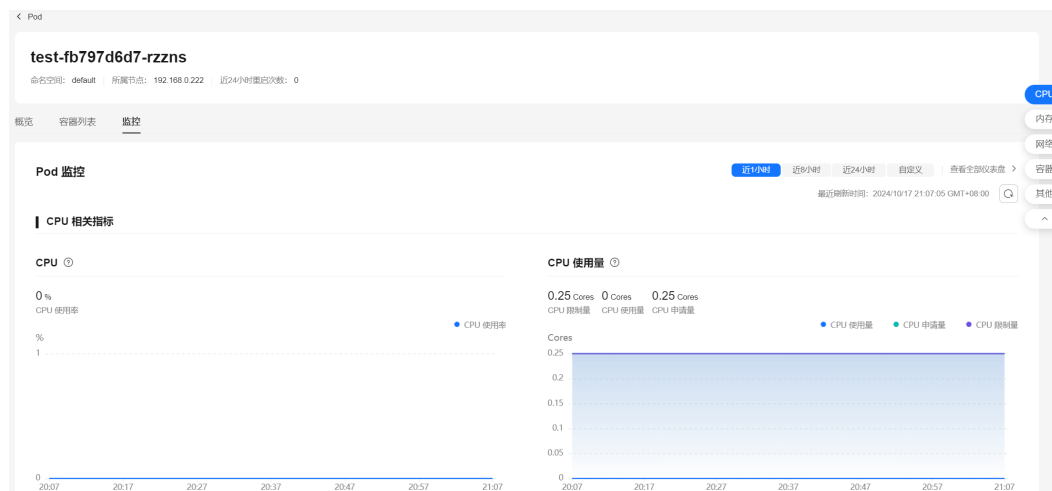 Pod
test-fb797d6d7-rzzns
命名空间: default 所属节点: 192.168.0.222 近24小时重启次数: 0
CPU
内存
网络
容器
其他
概览 容器列表 监控
Pod 监控
近1小时 近8小时 近24小时 自定义 查看全部仪表盘
最近刷新时间: 2024/10/17 21:07:05 GMT+08:00
CPU 相关指标
CPU
0 %
CPU 使用率
CPU 使用率
%
1
0
20:07 20:17 20:27 20:37 20:47 20:57 21:07
CPU 使用量
0.25 Cores 0 Cores 0.25 Cores
CPU 限制量 CPU 使用量 CPU 申请量
CPU 使用量 CPU 申请量 CPU 限制量
Cores
0.25
0.2
0.15
0.1
0.05
0
20:07 20:17 20:27 20:37 20:47 20:57 21:07